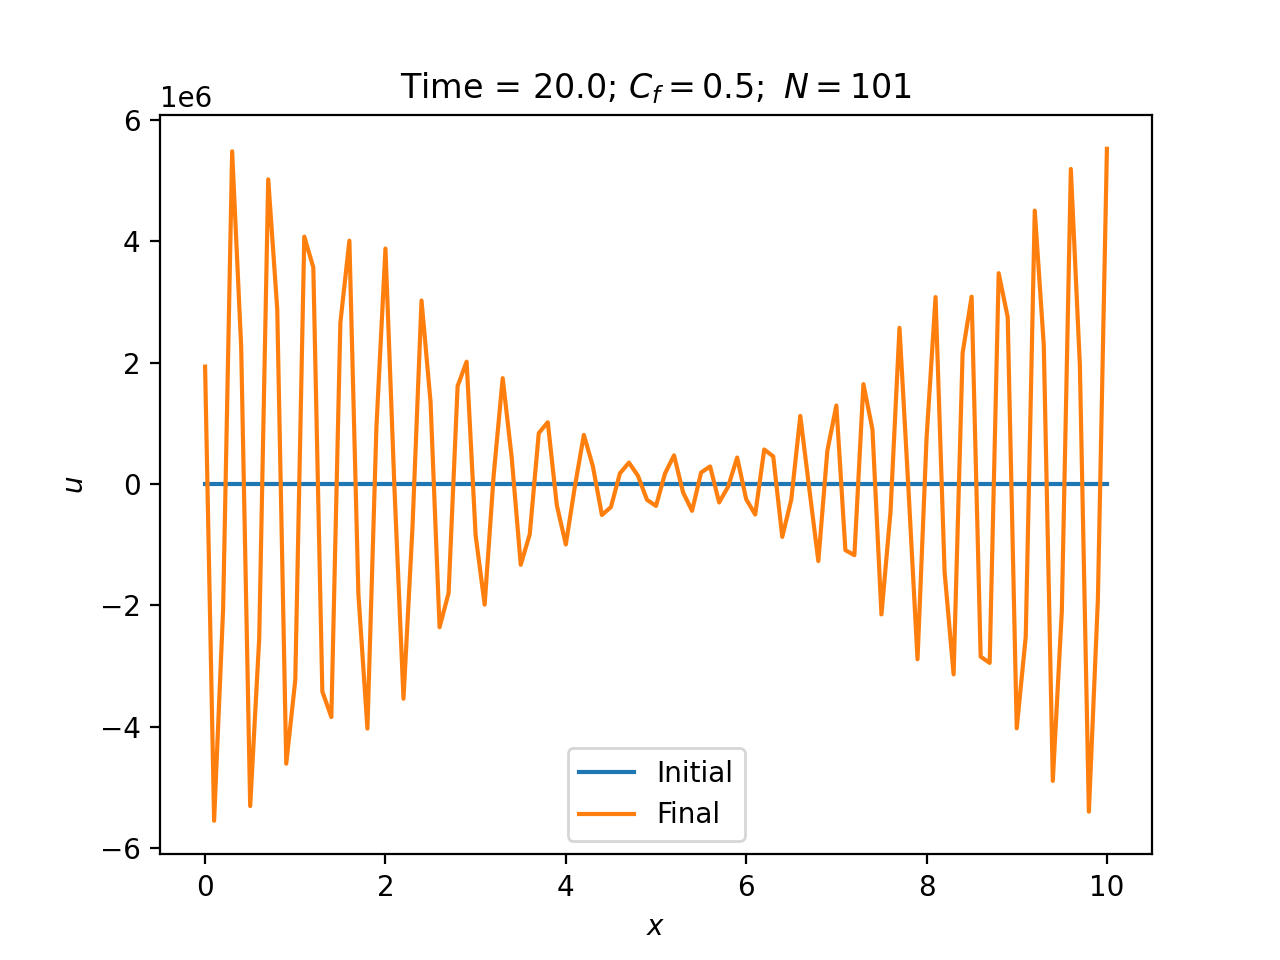 Time = 20.0; C_f = 0.5; N = 101
1e6
6
4
2
0
−2
−4
−6
u
Initial
Final
0 2 4 6 8 10
x